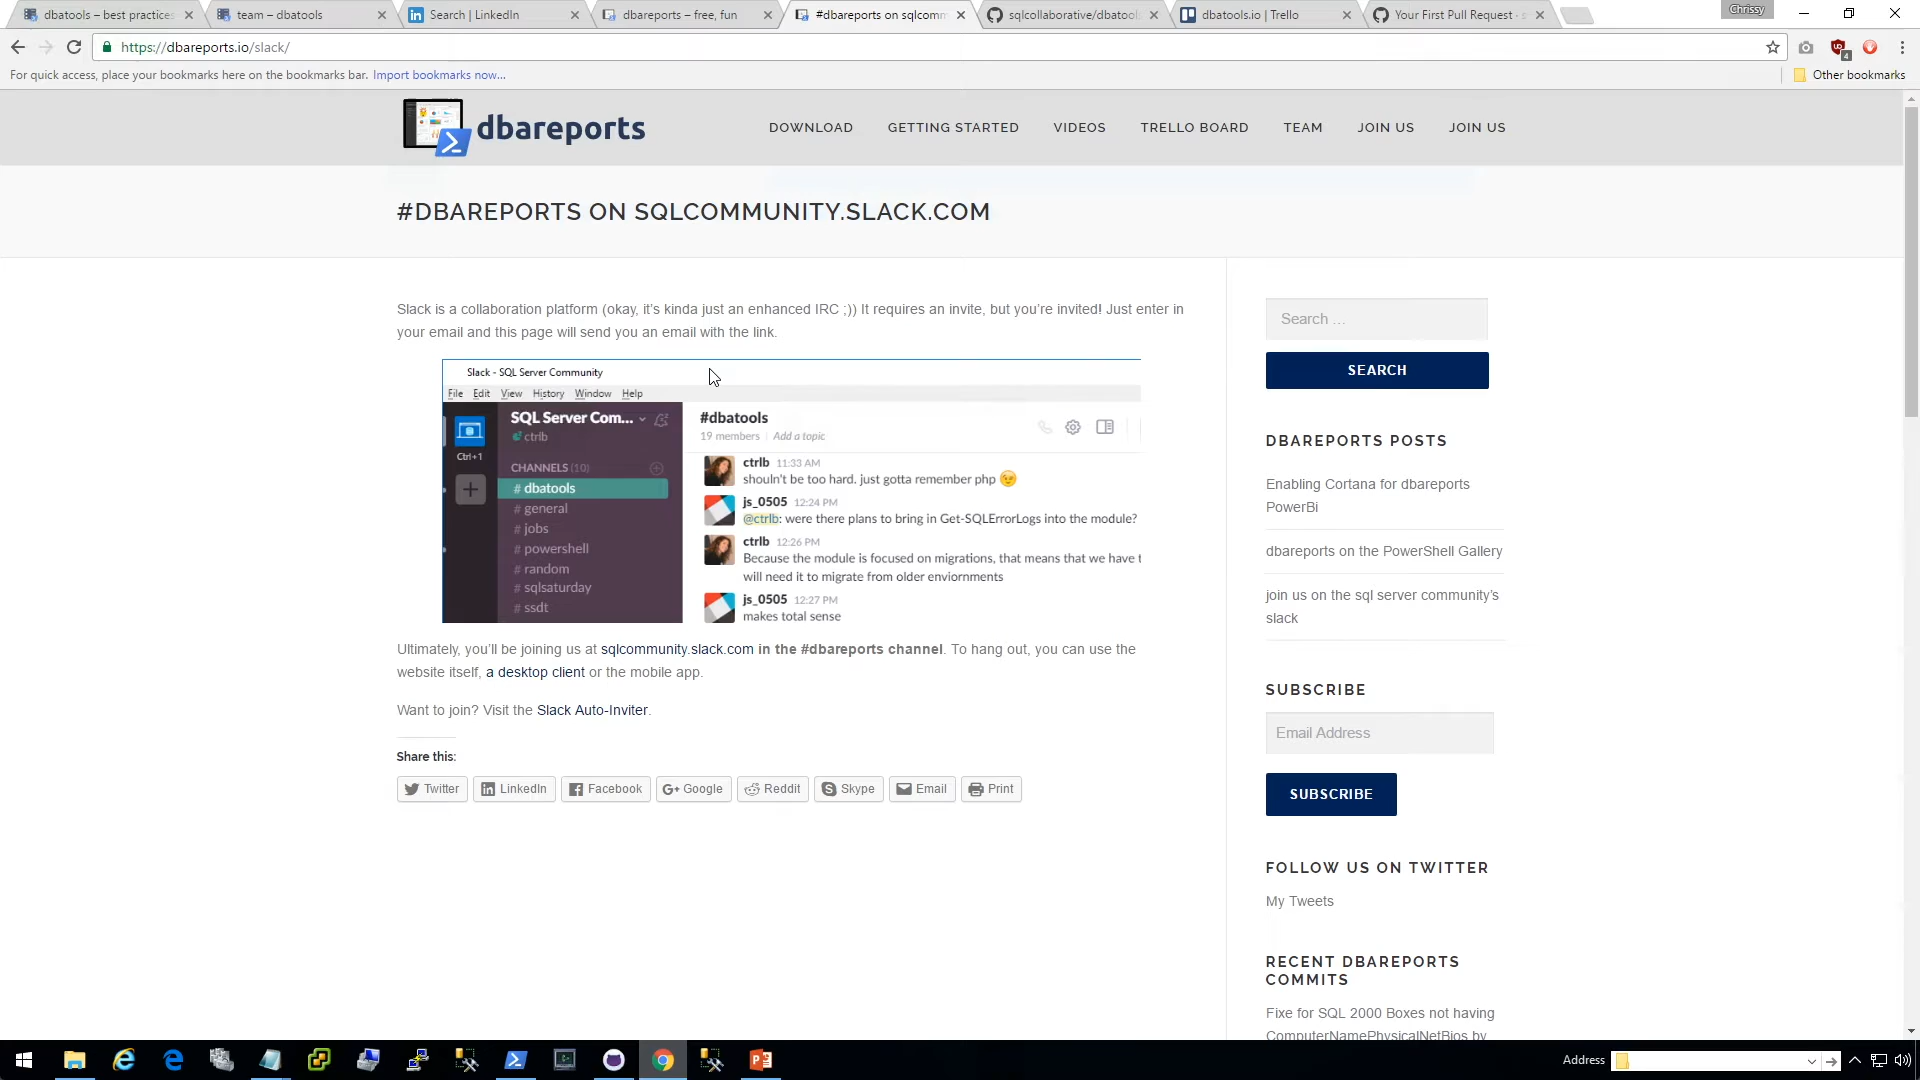 dbatools – best practices
team – dbatools
Search | LinkedIn
dbareports – free, fun
#dbareports on sqlcomm
sqlcollaborative/dbatools
dbatools.io | Trello
Your First Pull Request -
Chrissy
https://dbareports.io/slack/
4
For quick access, place your bookmarks here on the bookmarks bar. Import bookmarks now...
Other bookmarks
dbareports
DOWNLOAD
GETTING STARTED
VIDEOS
TRELLO BOARD
TEAM
JOIN US
JOIN US
#DBAREPORTS ON SQLCOMMUNITY.SLACK.COM
Slack is a collaboration platform (okay, it's kinda just an enhanced IRC ;)) It requires an invite, but you're invited! Just enter in
your email and this page will send you an email with the link.
Slack - SQL Server Community
File Edit View History Window Help
SQL Server Com...
ctrlb
Ctrl+1
CHANNELS (10)
# dbatools
# general
# jobs
# powershell
# random
# sqlsaturday
# ssdt
#dbatools
19 members | Add a topic
ctrlb 11:33 AM
shouln't be too hard. just gotta remember php
js_0505 12:24 PM
@ctrlb: were there plans to bring in Get-SQLErrorLogs into the module?
ctrlb 12:26 PM
Because the module is focused on migrations, that means that we have t
will need it to migrate from older enviornments
js_0505 12:27 PM
makes total sense
Ultimately, you'll be joining us at sqlcommunity.slack.com in the #dbareports channel. To hang out, you can use the
website itself, a desktop client or the mobile app.
Want to join? Visit the Slack Auto-Inviter.
Share this:
Twitter
LinkedIn
Facebook
Google
Reddit
Skype
Email
Print
Search …
SEARCH
DBAREPORTS POSTS
Enabling Cortana for dbareports
PowerBi
dbareports on the PowerShell Gallery
join us on the sql server community's
slack
SUBSCRIBE
Email Address
SUBSCRIBE
FOLLOW US ON TWITTER
My Tweets
RECENT DBAREPORTS
COMMITS
Fixe for SQL 2000 Boxes not having
ComputerNamePhysicalNetBios by
Address